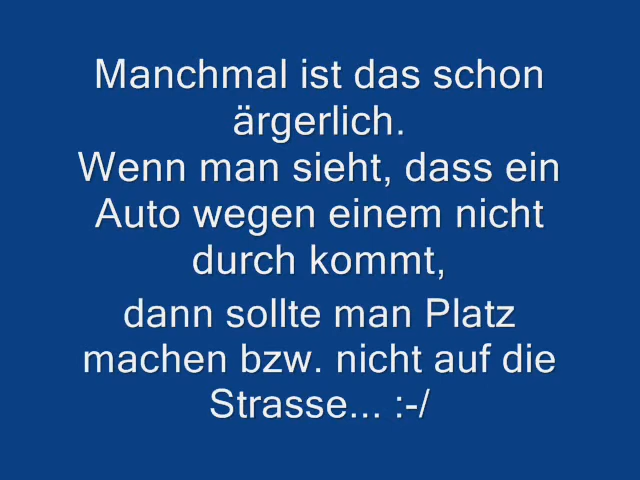 Manchmal ist das schon
ärgerlich.
Wenn man sieht, dass ein
Auto wegen einem nicht
durch kommt,
dann sollte man Platz
machen bzw. nicht auf die
Strasse... :-/